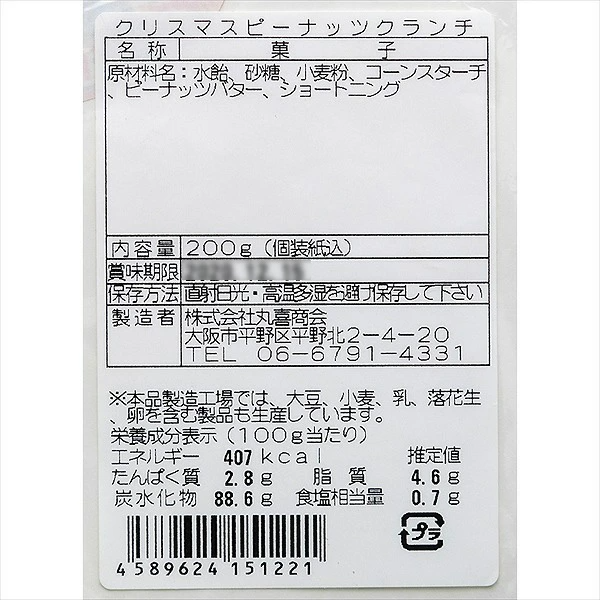 クリスマスピーナッツクランチ
名称 菓子
原材料名：水飴、砂糖、小麦粉、コーンスターチ
、ピーナッツバター、ショートニング
内容量 200g（個装紙込）
賞味期限
保存方法 直射日光・高温多湿を避け保存して下さい
製造者 株式会社丸喜商会
大阪市平野区平野北2-4-20
TEL 06-6791-4331
※本品製造工場では、大豆、小麦、乳、落花生
、卵を含む製品も生産しています。
栄養成分表示（100g当たり）
エネルギー 407kcal 推定値
たんぱく質 2.8g 脂質 4.6g
炭水化物 88.6g 食塩相当量 0.7g
プラ
4589624151221